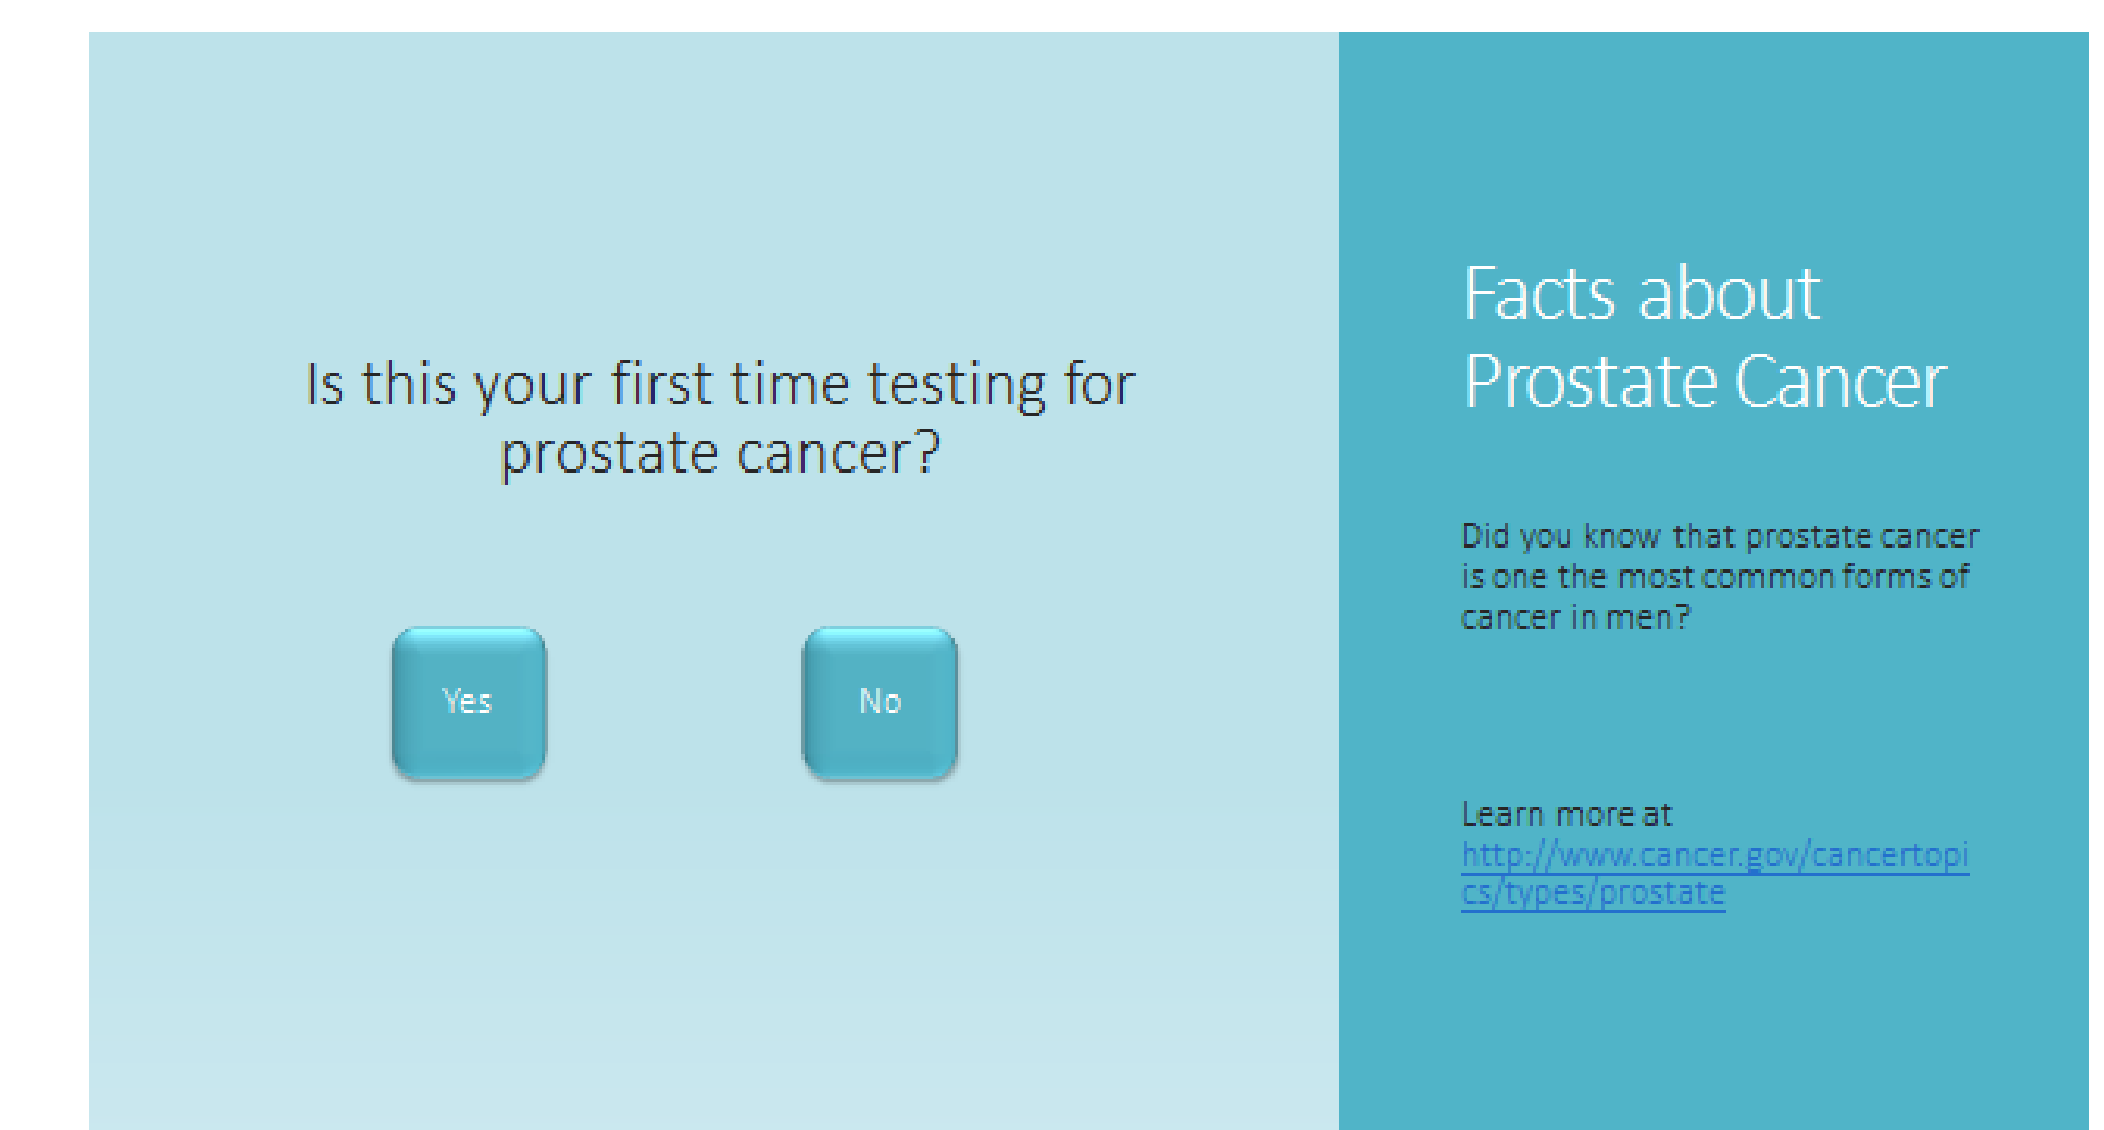 Is this your first time testing for
prostate cancer?
Yes
No
Facts about
Prostate Cancer
Did you know that prostate cancer
is one the most common forms of
cancer in men?
Learn more at
http://www.cancer.gov/cancertopi
cs/types/prostate